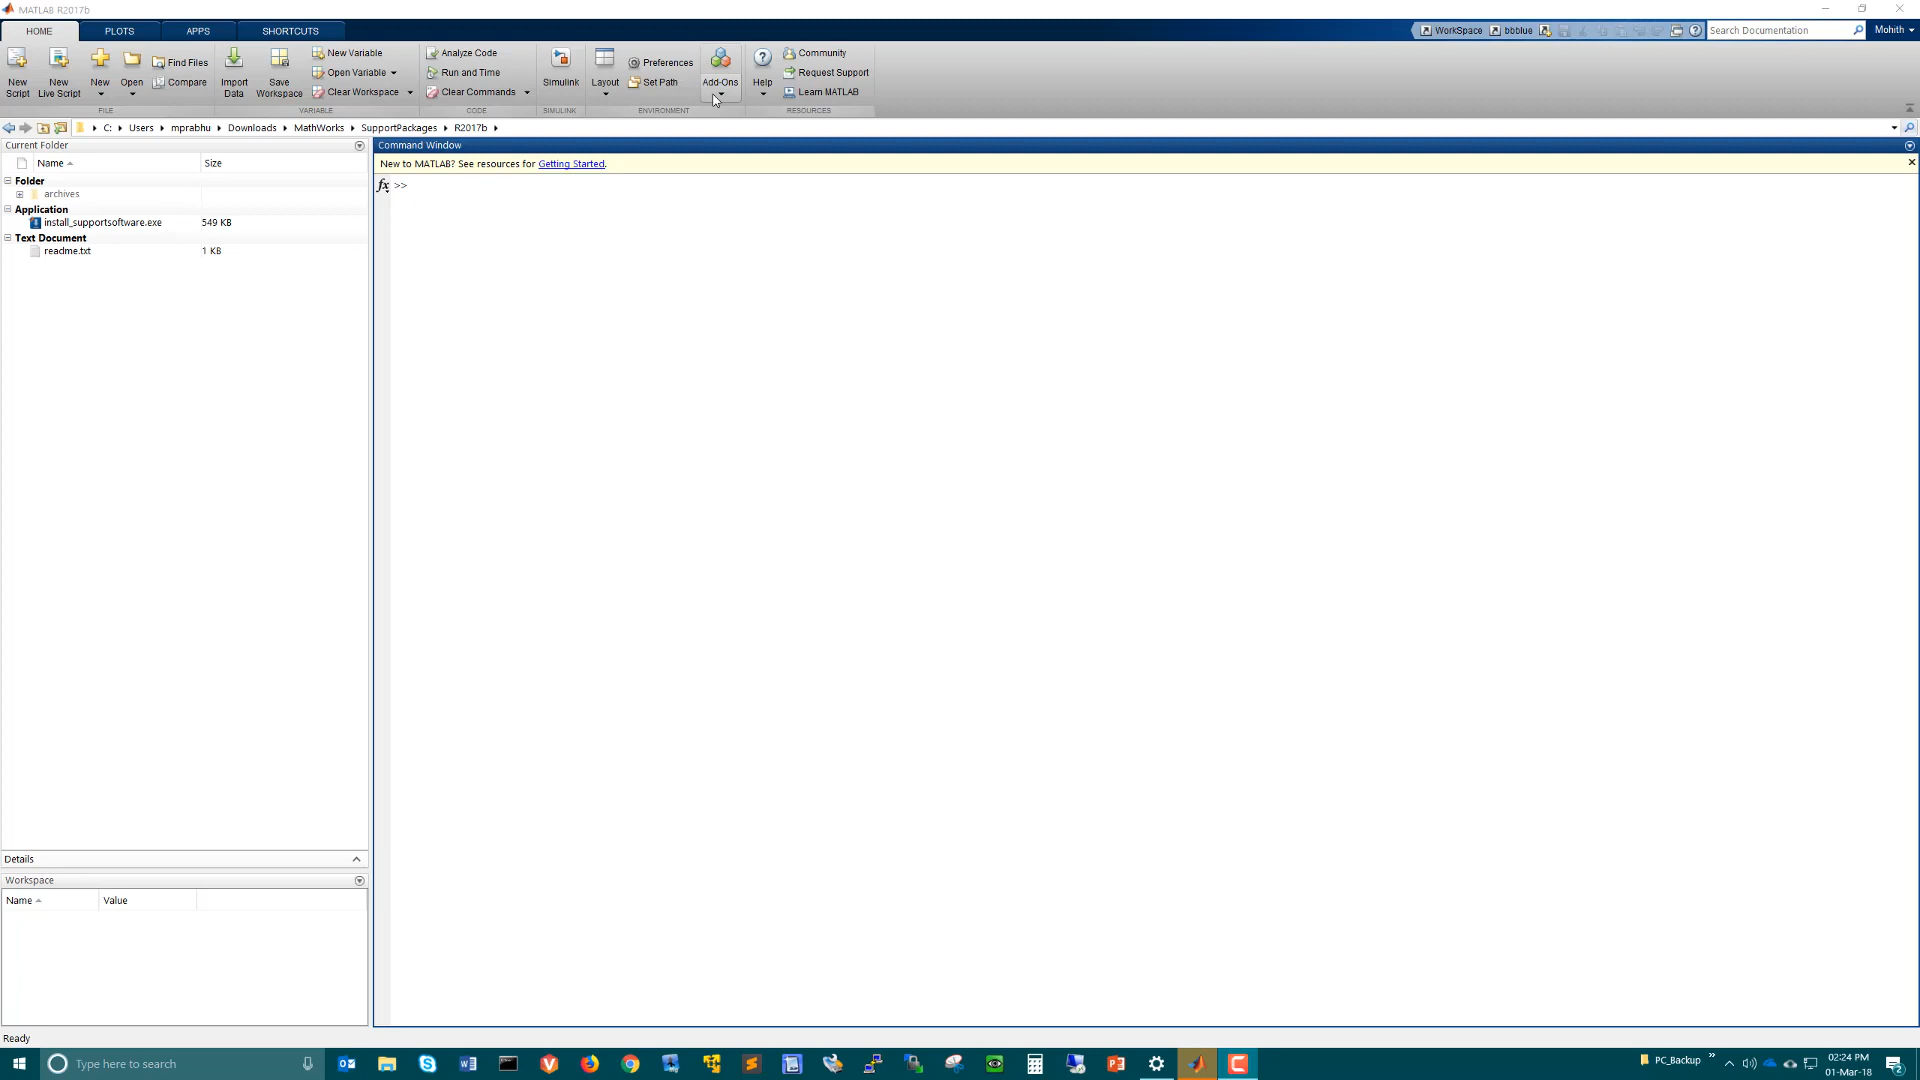 MATLAB R2017b
HOME PLOTS APPS SHORTCUTS WorkSpace bbblue Search Documentation Mohith
New Script
New Live Script
New
Open
Find Files
Compare
FILE
Import Data
Save Workspace
New Variable
Open Variable
Clear Workspace
VARIABLE
Analyze Code
Run and Time
Clear Commands
CODE
Simulink
SIMULINK
Layout
Preferences
Set Path
Add-Ons
ENVIRONMENT
Help
Community
Request Support
Learn MATLAB
RESOURCES
C: Users mprabhu Downloads MathWorks SupportPackages R2017b
Current Folder
Name Size
Folder
archives
Application
install_supportsoftware.exe 549 KB
Text Document
readme.txt 1 KB
Details
Workspace
Name Value
Command Window
New to MATLAB? See resources for Getting Started.
fx >>
Ready
Type here to search
PC_Backup
02:24 PM
01-Mar-18
2